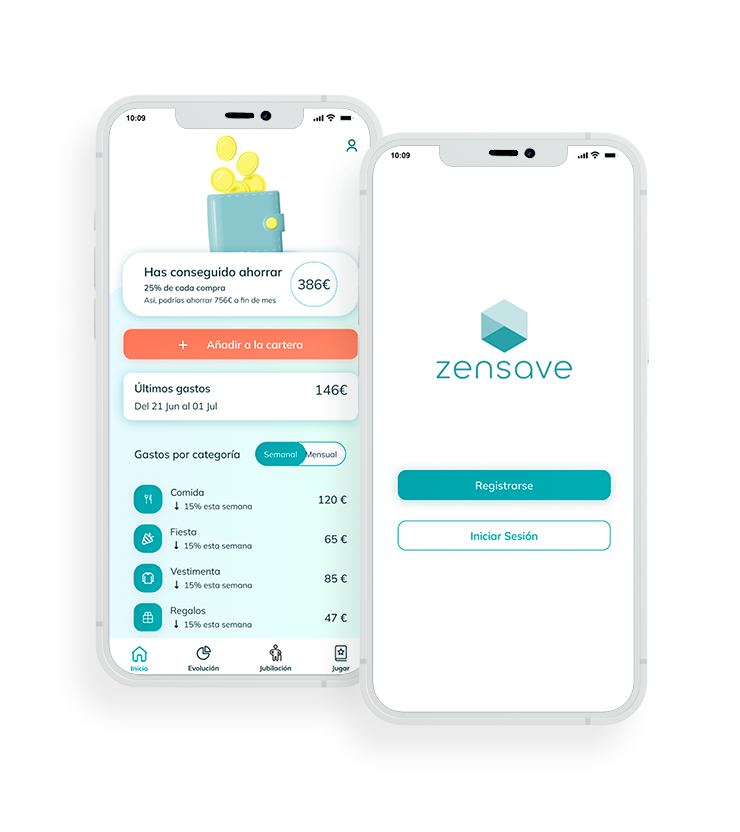 10:09
Has conseguido ahorrar
25% de cada compra
Así, podrías ahorrar 756€ a fin de mes
386€
+ Añadir a la cartera
Últimos gastos
146€
Del 21 Jun al 01 Jul
Gastos por categoría
Semanal
Mensual
Comida
↓ 15% esta semana
120 €
Fiesta
↓ 15% esta semana
65 €
Vestimenta
↓ 15% esta semana
85 €
Regalos
↓ 15% esta semana
47 €
Inicio
Evolución
Jubilación
Jugar
10:09
zensave
Registrarse
Iniciar Sesión